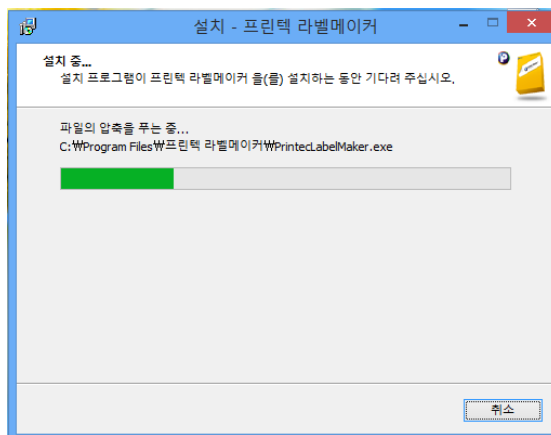 설치 - 프린텍 라벨메이커
설치 중...
설치 프로그램이 프린텍 라벨메이커 을(를) 설치하는 동안 기다려 주십시오.
파일의 압축을 푸는 중...
C:₩Program Files₩프린텍 라벨메이커₩PrintecLabelMaker.exe
취소